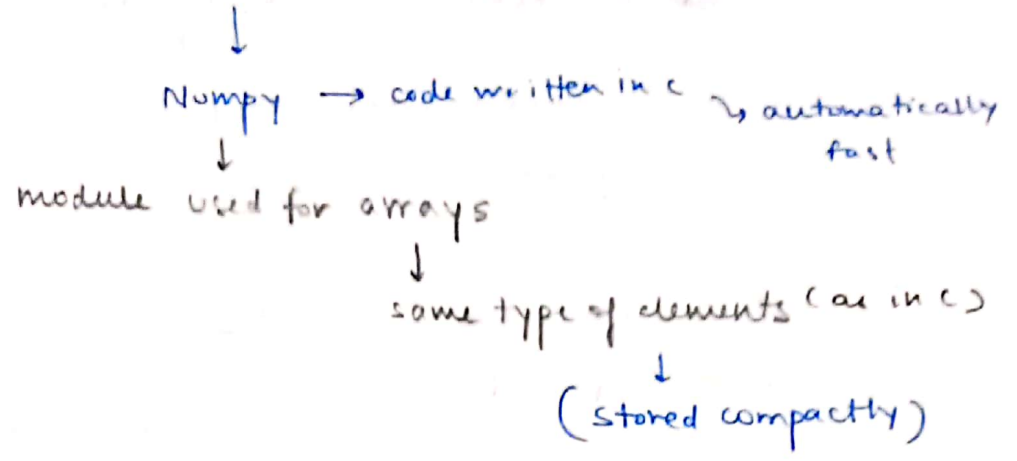 ↓
Numpy → code written in c ↳ automatically
fast
↓
module used for arrays
↓
same type of elements (as in c)
↓
(stored compactly)